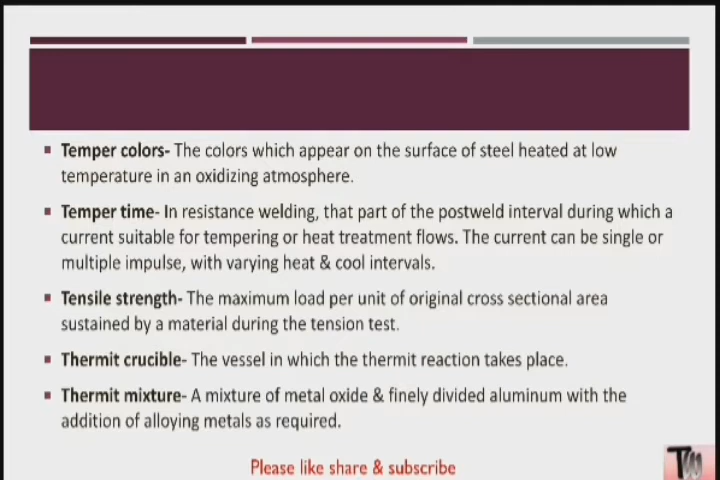 Temper colors- The colors which appear on the surface of steel heated at low
temperature in an oxidizing atmosphere.
Temper time- In resistance welding, that part of the postweld interval during which a
current suitable for tempering or heat treatment flows. The current can be single or
multiple impulse, with varying heat & cool intervals.
Tensile strength- The maximum load per unit of original cross sectional area
sustained by a material during the tension test.
Thermit crucible- The vessel in which the thermit reaction takes place.
Thermit mixture- A mixture of metal oxide & finely divided aluminum with the
addition of alloying metals as required.
Please like share & subscribe
TW